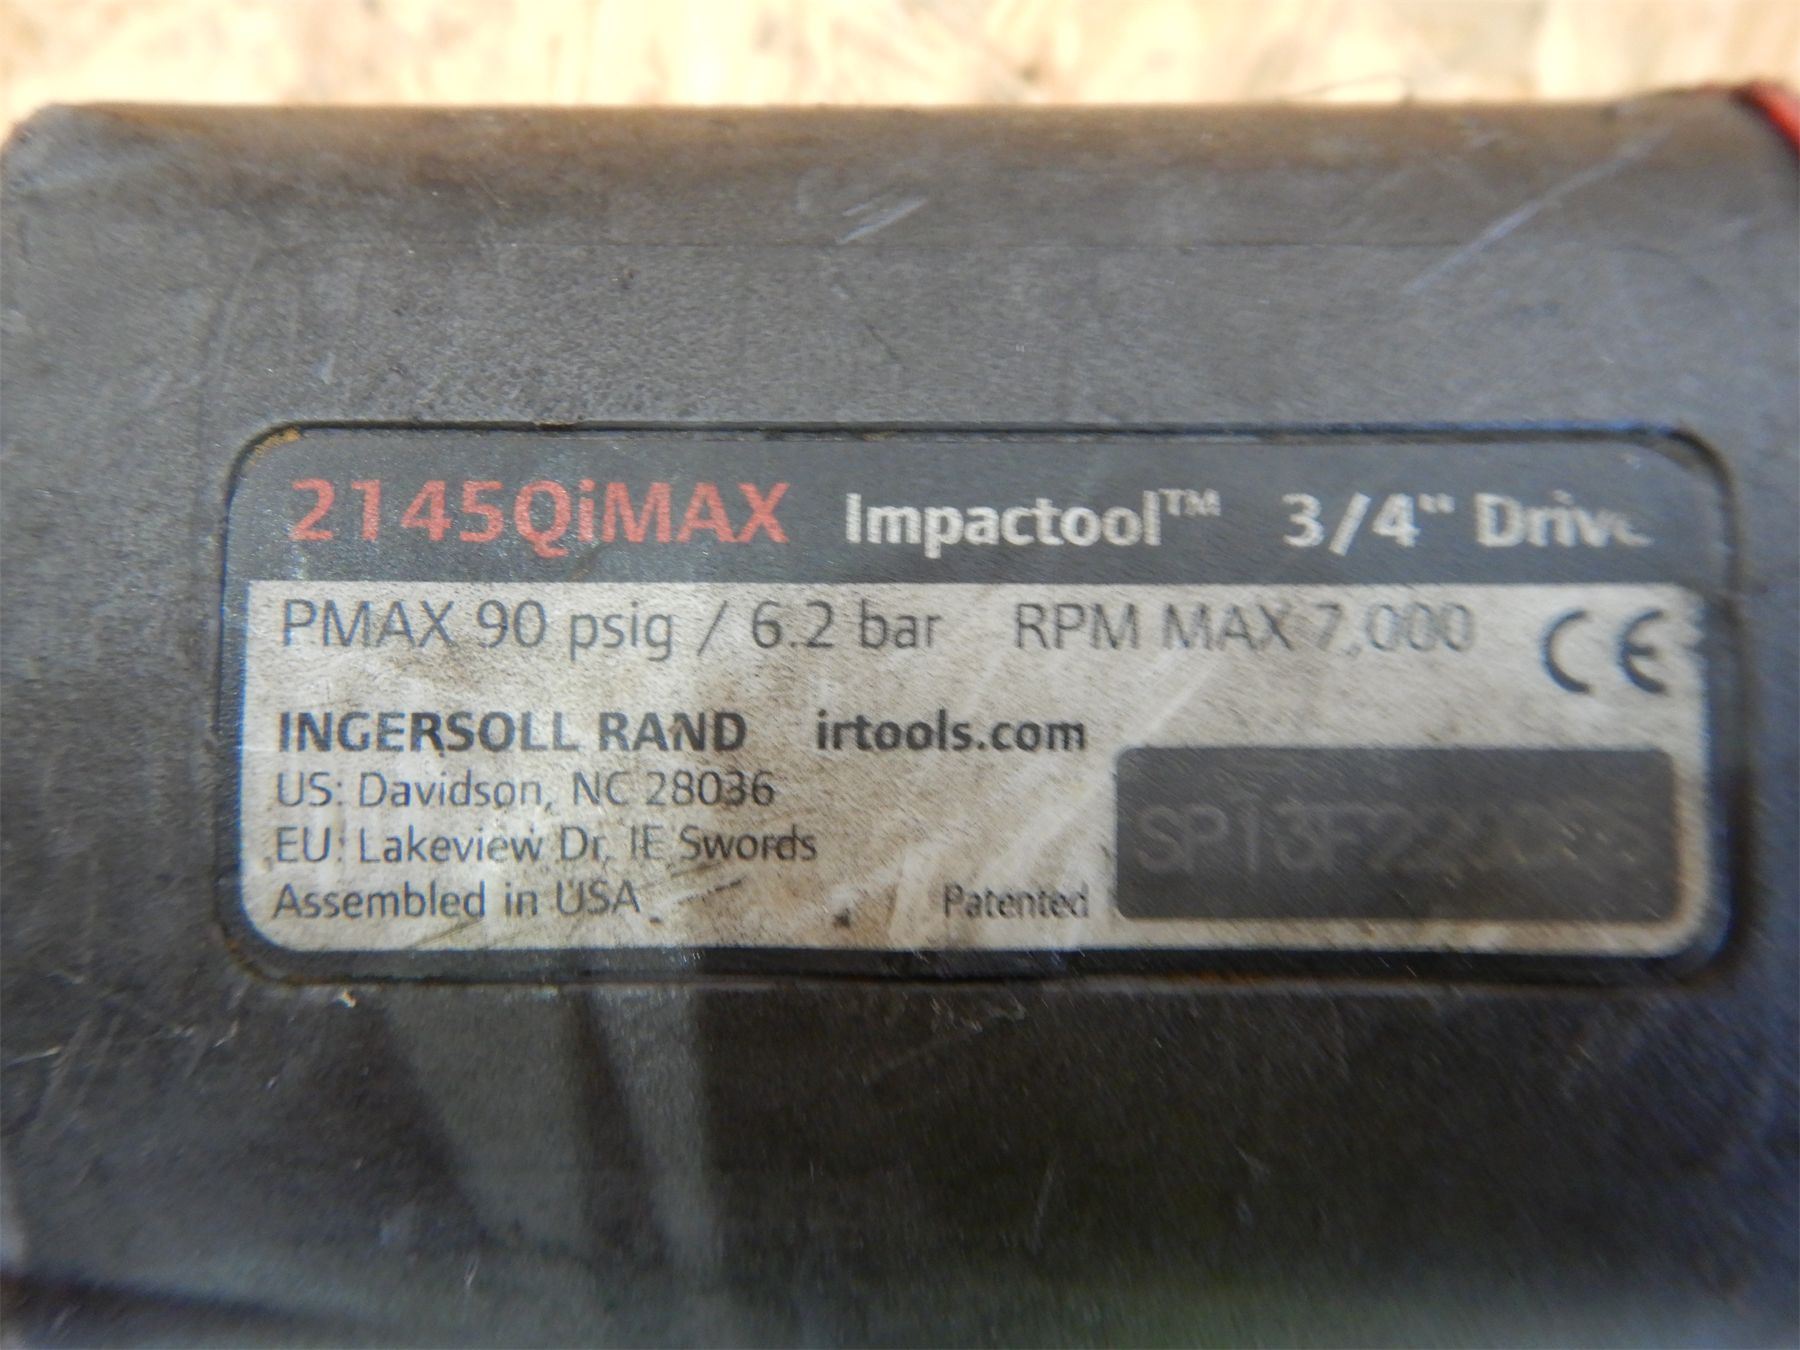 2145QiMAX Impactool™ 3/4" Drive
PMAX 90 psig / 6.2 bar RPM MAX 7,000 CE
INGERSOLL RAND irtools.com
US: Davidson, NC 28036
EU: Lakeview Dr, IE Swords
Assembled in USA Patented